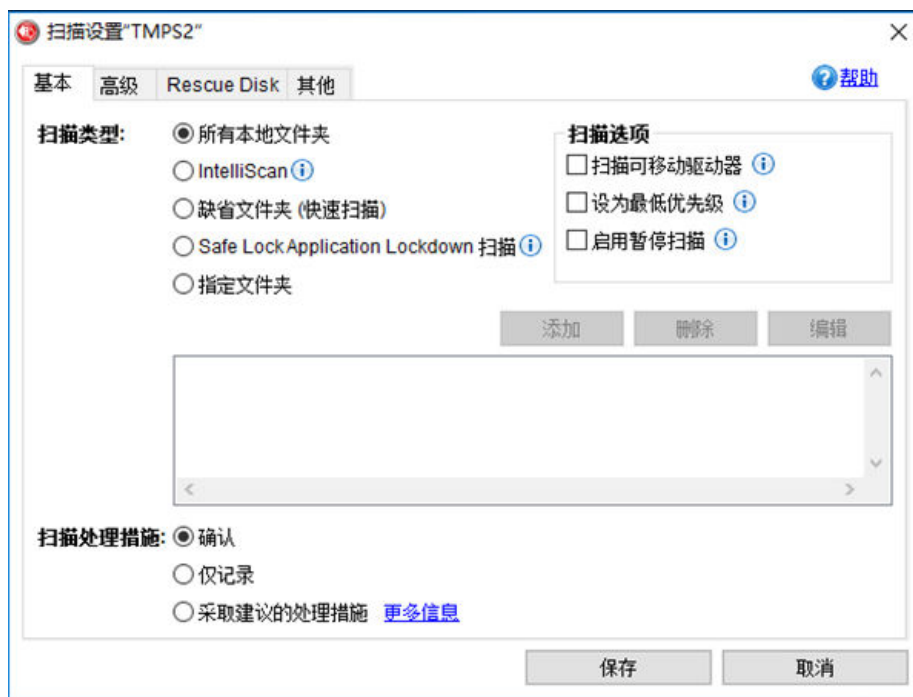 扫描设置"TMPS2"
基本 高级 Rescue Disk 其他
帮助
扫描类型:
所有本地文件夹
IntelliScan
缺省文件夹 (快速扫描)
Safe Lock Application Lockdown 扫描
指定文件夹
扫描选项
扫描可移动驱动器
设为最低优先级
启用暂停扫描
添加 删除 编辑
扫描处理措施:
确认
仅记录
采取建议的处理措施 更多信息
保存 取消